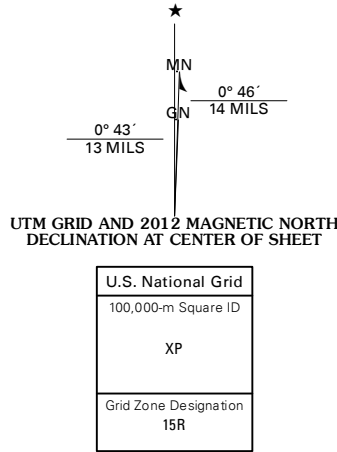 ★
MN
0° 46´
14 MILS
GN
0° 43´
13 MILS
UTM GRID AND 2012 MAGNETIC NORTH
DECLINATION AT CENTER OF SHEET
U.S. National Grid
100,000-m Square ID
XP
Grid Zone Designation
15R